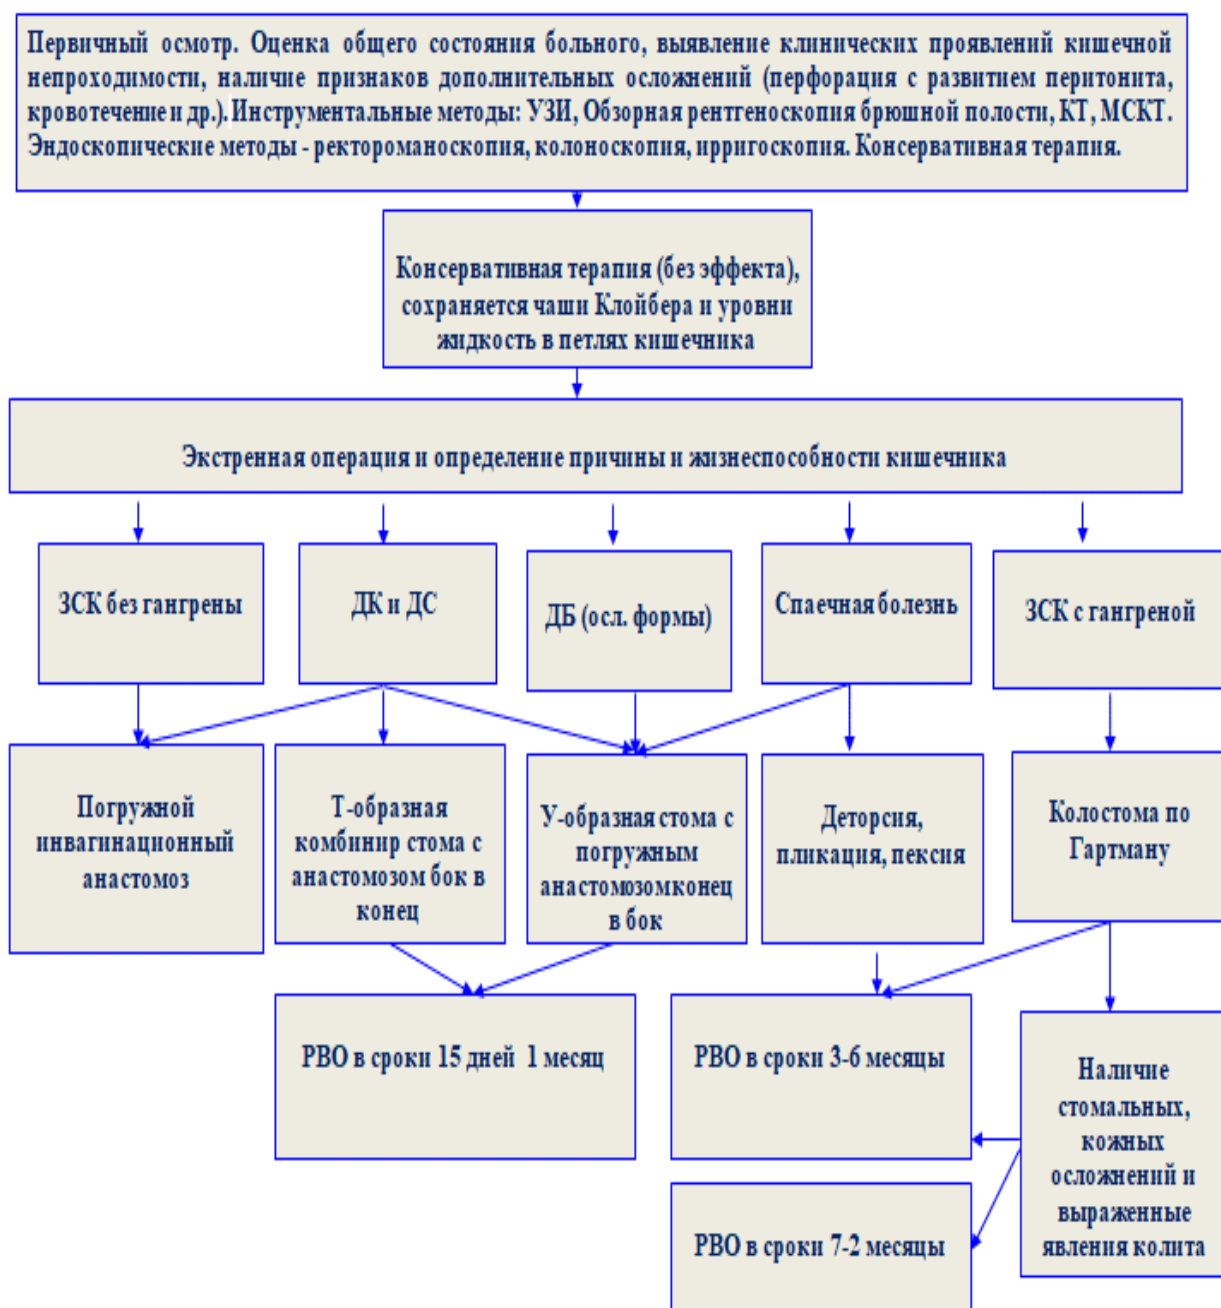 Первичный осмотр. Оценка общего состояния больного, выявление клинических проявлений кишечной
непроходимости, наличие признаков дополнительных осложнений (перфорация с развитием перитонита,
кровотечение и др.). Инструментальные методы: УЗИ, Обзорная рентгеноскопия брюшной полости, КТ, МСКТ.
Эндоскопические методы - ректороманоскопия, колоноскопия, ирригоскопия. Консервативная терапия.
Консервативная терапия (без эффекта),
сохраняется чаши Клойбера и уровни
жидкость в петлях кишечника
Экстренная операция и определение причины и жизнеспособности кишечника
ЗСК без гангрены
ДК и ДС
ДБ (осл. формы)
Спаечная болезнь
ЗСК с гангреной
Погружной
инвагинационный
анастомоз
Т-образная
комбинир стома с
анастомозом бок в
конец
У-образная стома с
погружным
анастомозомконец
в бок
Деторсия,
пликация, пексия
Колостома по
Гартману
РВО в сроки 15 дней 1 месяц
РВО в сроки 3-6 месяцы
Наличие
стомальных,
кожных
осложнений и
выраженные
явления колита
РВО в сроки 7-2 месяцы